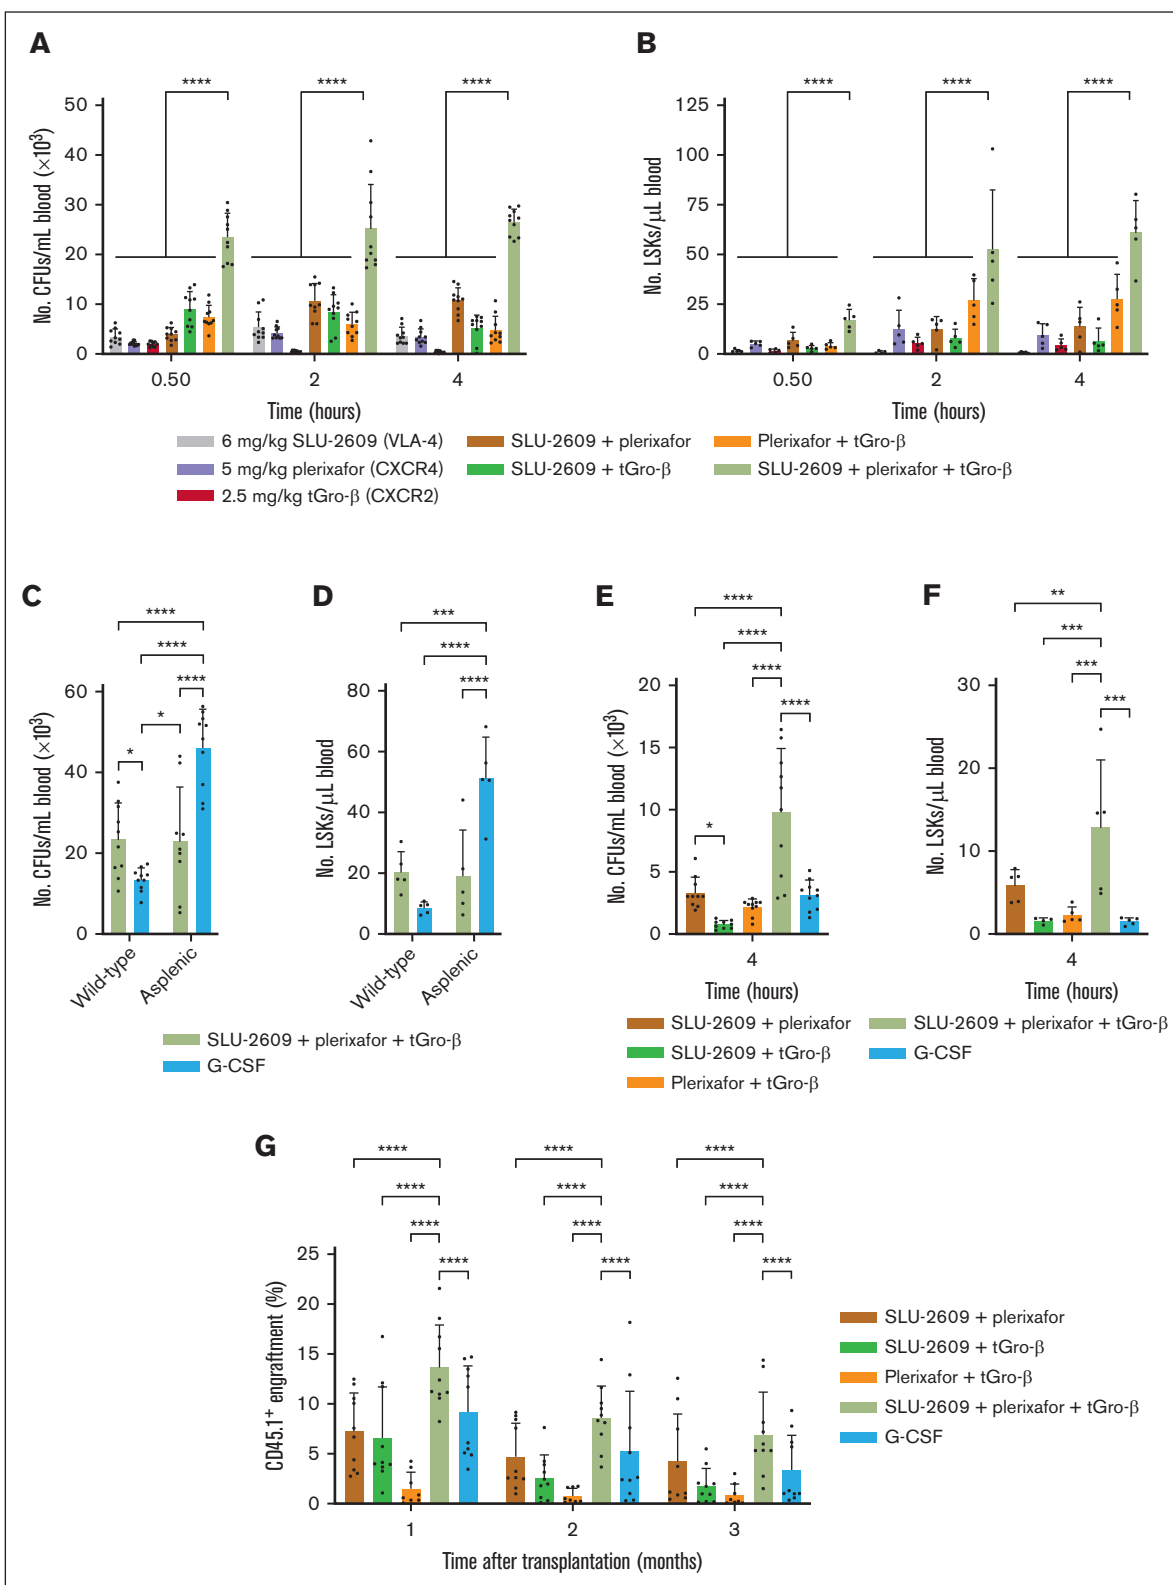 A
B
**** **** ****
**** **** ****
No. CFUs/mL blood (×10³)
50
40
30
20
10
0
0.50 2 4
Time (hours)
No. LSKs/μL blood
125
100
75
50
25
0
0.50 2 4
Time (hours)
6 mg/kg SLU-2609 (VLA-4)
5 mg/kg plerixafor (CXCR4)
2.5 mg/kg tGro-β (CXCR2)
SLU-2609 + plerixafor
SLU-2609 + tGro-β
Plerixafor + tGro-β
SLU-2609 + plerixafor + tGro-β
C
****
****
****
*
*
No. CFUs/mL blood (×10³)
60
40
20
0
Wild-type
Asplenic
D
***
****
****
No. LSKs/μL blood
80
60
40
20
0
Wild-type
Asplenic
SLU-2609 + plerixafor + tGro-β
G-CSF
E
****
****
****
****
*
No. CFUs/mL blood (×10³)
20
15
10
5
0
4
Time (hours)
F
**
***
***
***
No. LSKs/μL blood
30
20
10
0
4
Time (hours)
SLU-2609 + plerixafor
SLU-2609 + tGro-β
Plerixafor + tGro-β
SLU-2609 + plerixafor + tGro-β
G-CSF
G
**** **** ****
**** **** ****
**** **** ****
**** **** ****
CD45.1⁺ engraftment (%)
25
20
15
10
5
0
1 2 3
Time after transplantation (months)
SLU-2609 + plerixafor
SLU-2609 + tGro-β
Plerixafor + tGro-β
SLU-2609 + plerixafor + tGro-β
G-CSF